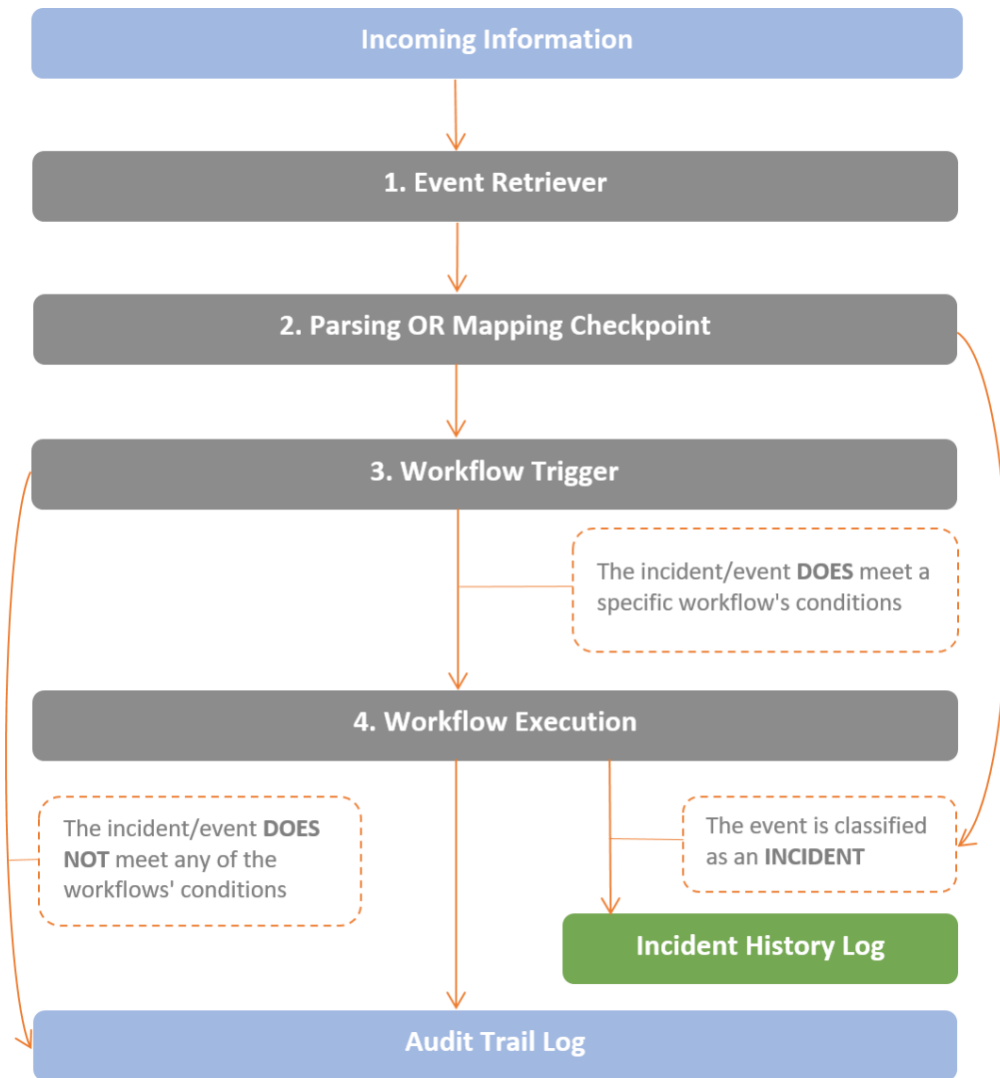 Incoming Information
1. Event Retriever
2. Parsing OR Mapping Checkpoint
3. Workflow Trigger
The incident/event DOES meet a
specific workflow's conditions
4. Workflow Execution
The incident/event DOES
NOT meet any of the
workflows' conditions
The event is classified
as an INCIDENT
Incident History Log
Audit Trail Log